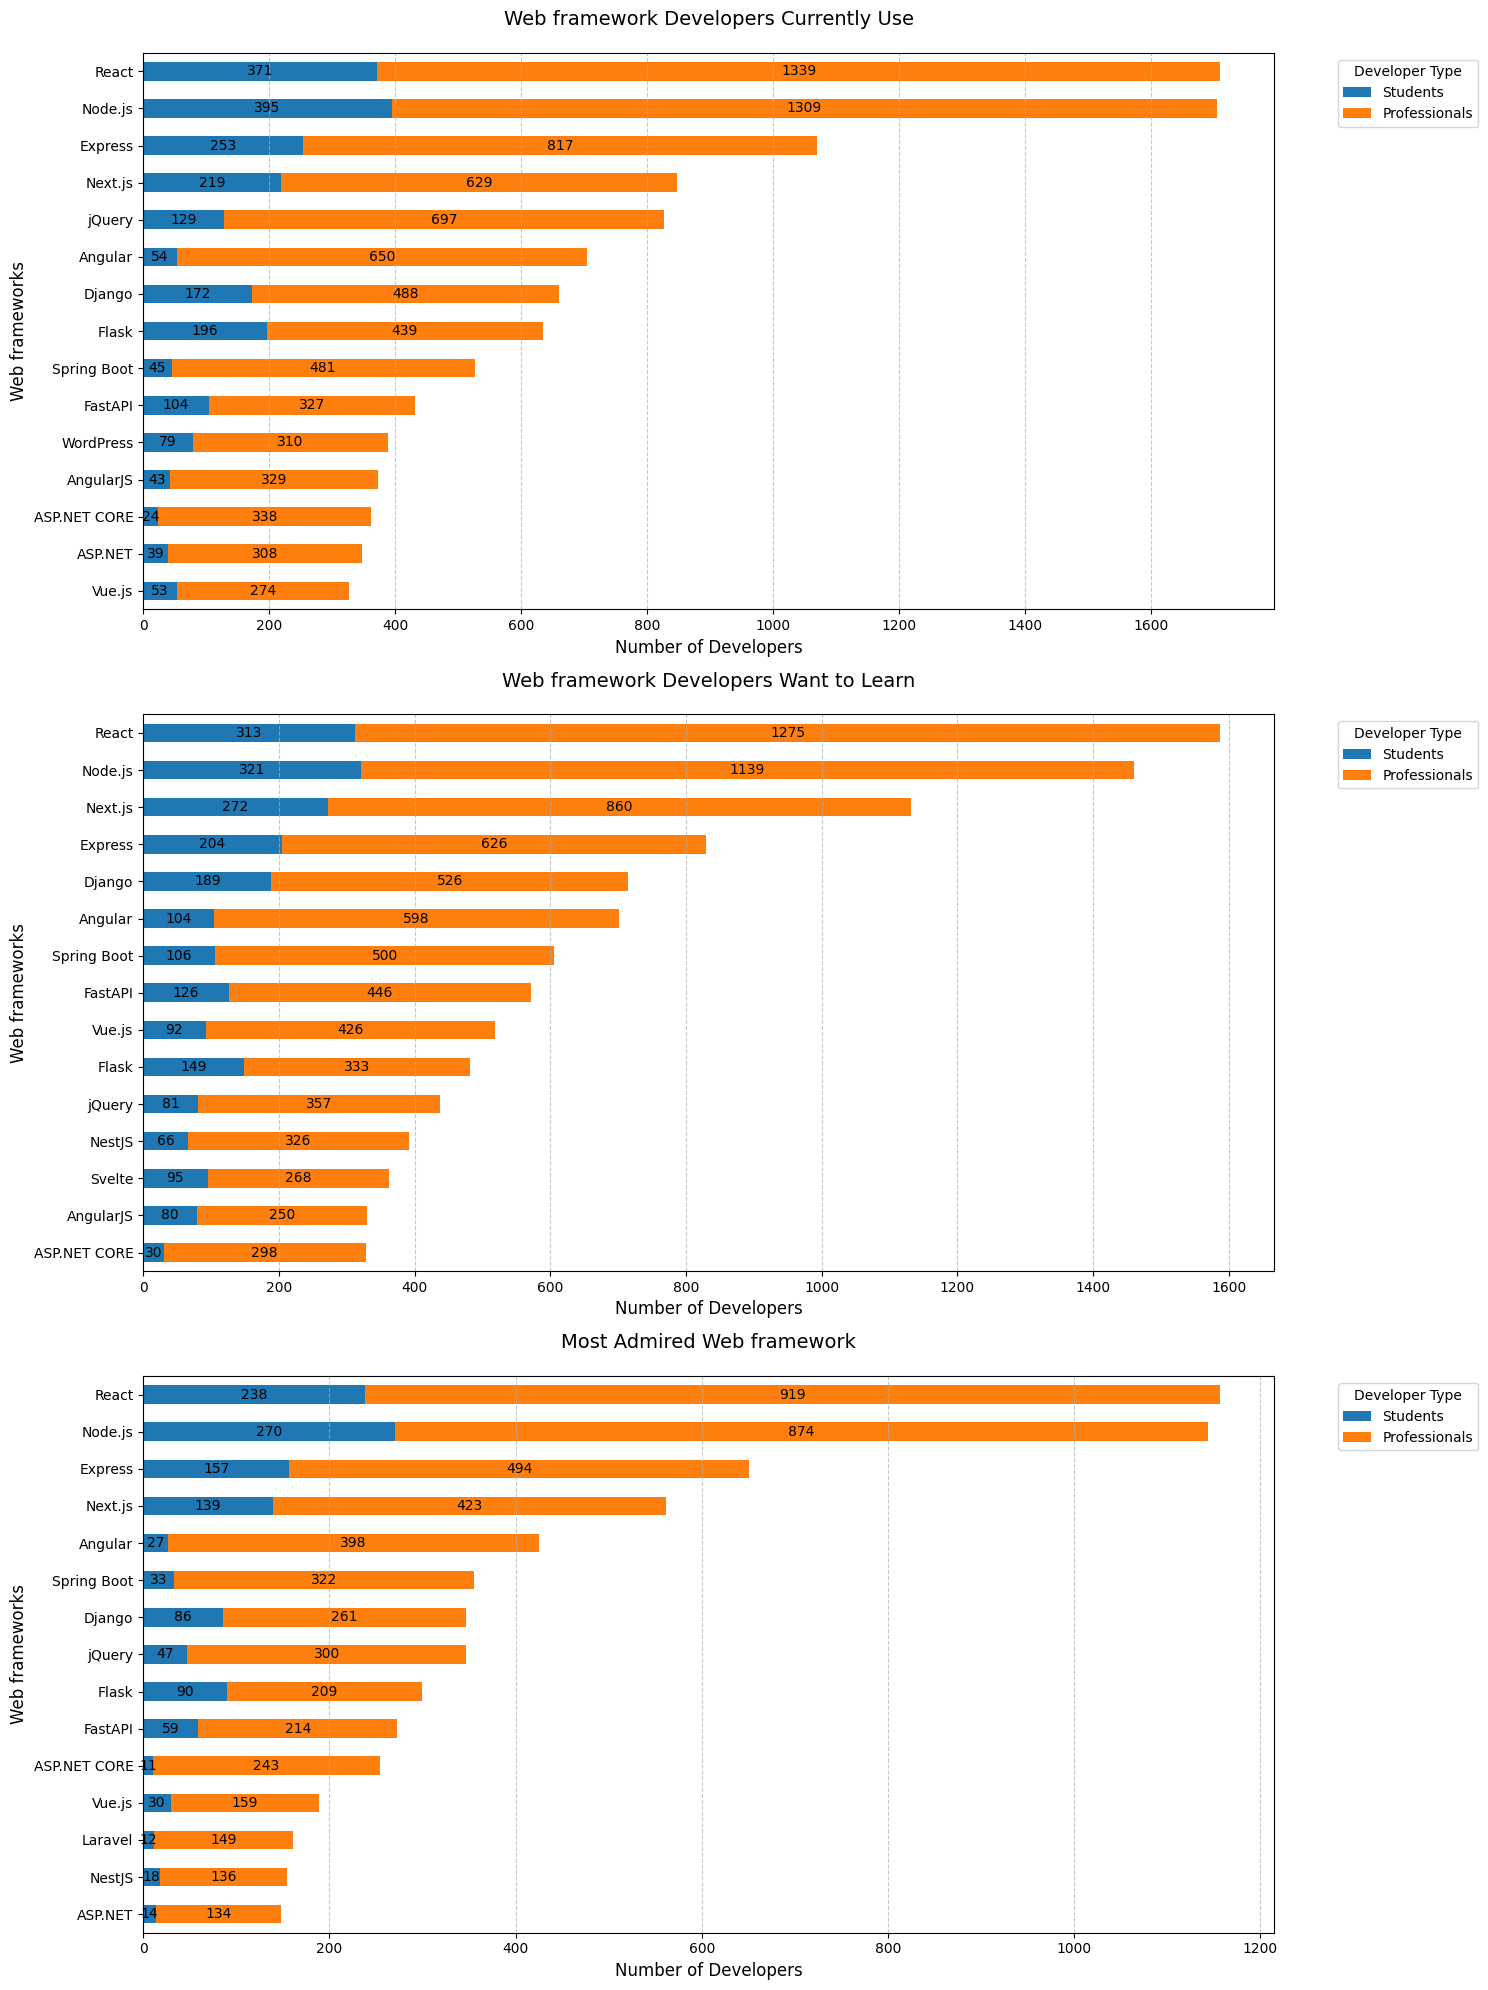 Web framework Developers Currently Use
Web frameworks
React 371 1339
Node.js 395 1309
Express 253 817
Next.js 219 629
jQuery 129 697
Angular 54 650
Django 172 488
Flask 196 439
Spring Boot 45 481
FastAPI 104 327
WordPress 79 310
AngularJS 43 329
ASP.NET CORE 24 338
ASP.NET 39 308
Vue.js 53 274
0 200 400 600 800 1000 1200 1400 1600
Number of Developers
Developer Type
Students
Professionals
Web framework Developers Want to Learn
Web frameworks
React 313 1275
Node.js 321 1139
Next.js 272 860
Express 204 626
Django 189 526
Angular 104 598
Spring Boot 106 500
FastAPI 126 446
Vue.js 92 426
Flask 149 333
jQuery 81 357
NestJS 66 326
Svelte 95 268
AngularJS 80 250
ASP.NET CORE 30 298
0 200 400 600 800 1000 1200 1400 1600
Number of Developers
Developer Type
Students
Professionals
Most Admired Web framework
Web frameworks
React 238 919
Node.js 270 874
Express 157 494
Next.js 139 423
Angular 27 398
Spring Boot 33 322
Django 86 261
jQuery 47 300
Flask 90 209
FastAPI 59 214
ASP.NET CORE 11 243
Vue.js 30 159
Laravel 12 149
NestJS 18 136
ASP.NET 14 134
0 200 400 600 800 1000 1200
Number of Developers
Developer Type
Students
Professionals